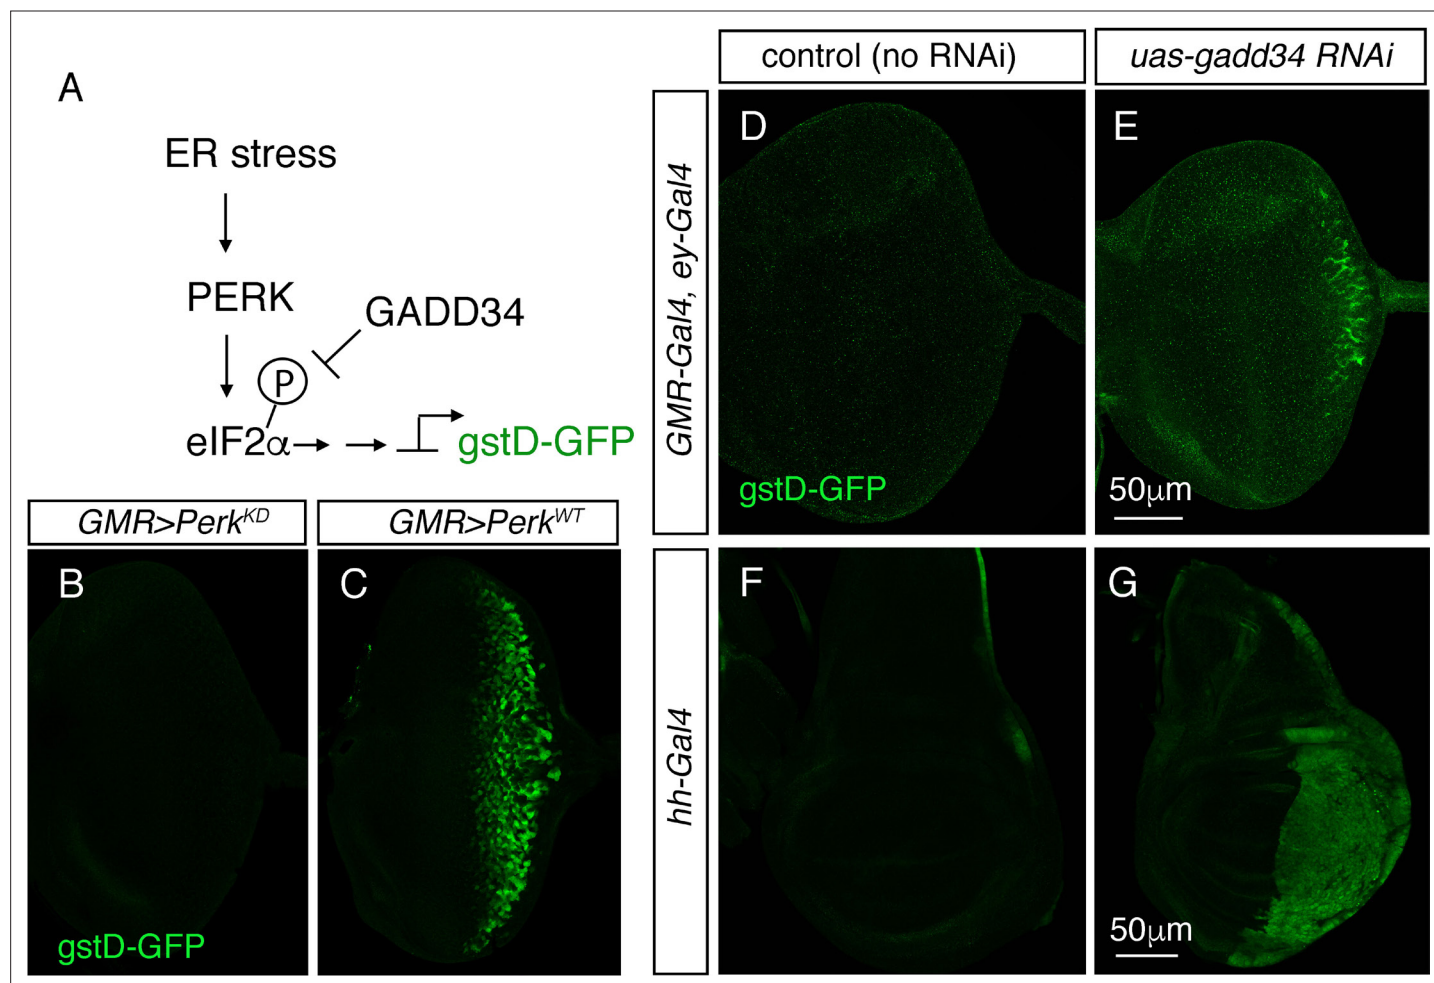 A
ER stress
PERK
GADD34
P
eIF2α
gstD-GFP
GMR>Perk^KD
GMR>Perk^WT
B
gstD-GFP
C
control (no RNAi)
uas-gadd34 RNAi
GMR-Gal4, ey-Gal4
D
gstD-GFP
E
50μm
hh-Gal4
F
G
50μm